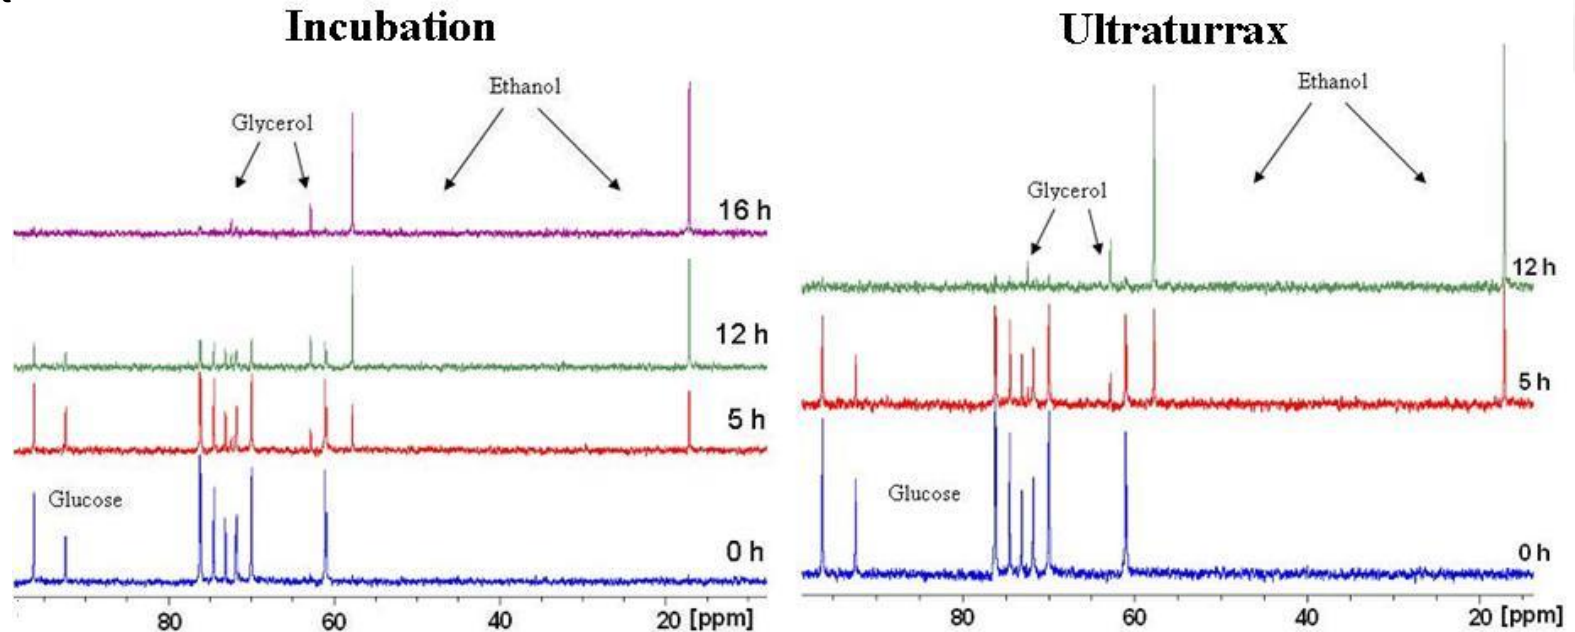 Incubation
Ethanol
Glycerol
16 h
12 h
5 h
Glucose
0 h
80
60
40
20 [ppm]
Ultraturrax
Ethanol
Glycerol
12 h
5 h
Glucose
0 h
80
60
40
20 [ppm]